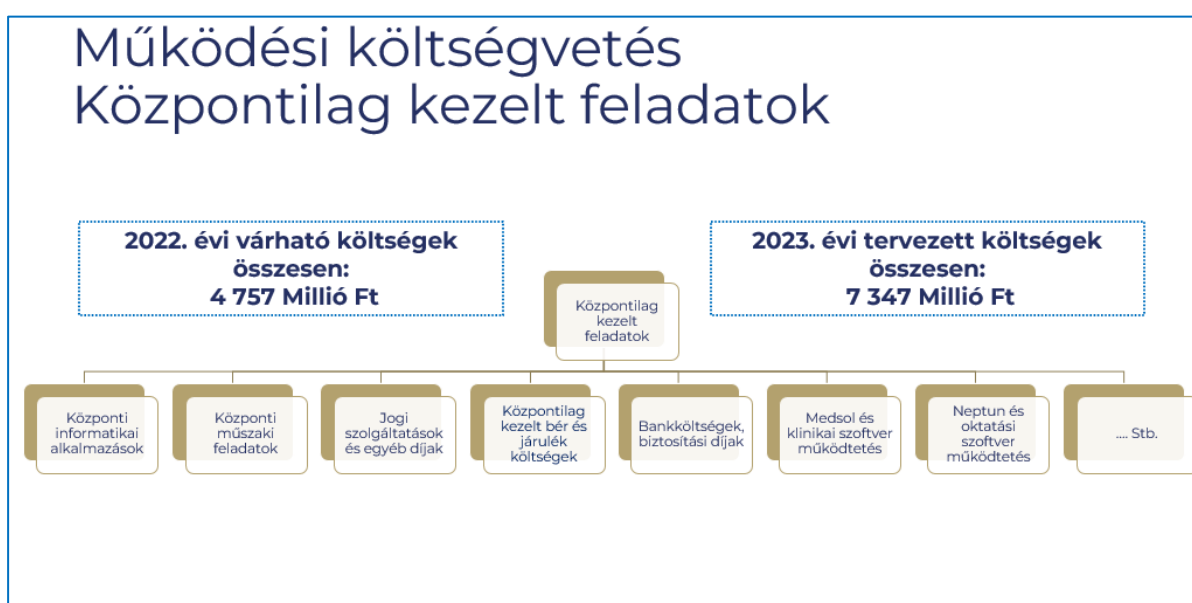 Működési költségvetés
Központilag kezelt feladatok
2022. évi várható költségek
összesen:
4 757 Millió Ft
2023. évi tervezett költségek
összesen:
7 347 Millió Ft
Központilag
kezelt
feladatok
Központi
informatikai
alkalmazások
Központi
műszaki
feladatok
Jogi
szolgáltatások
és egyéb díjak
Központilag
kezelt bér és
járulék
költségek
Bankköltségek,
biztosítási díjak
Medsol és
klinikai szoftver
működtetés
Neptun és
oktatási
szoftver
működtetés
.... Stb.